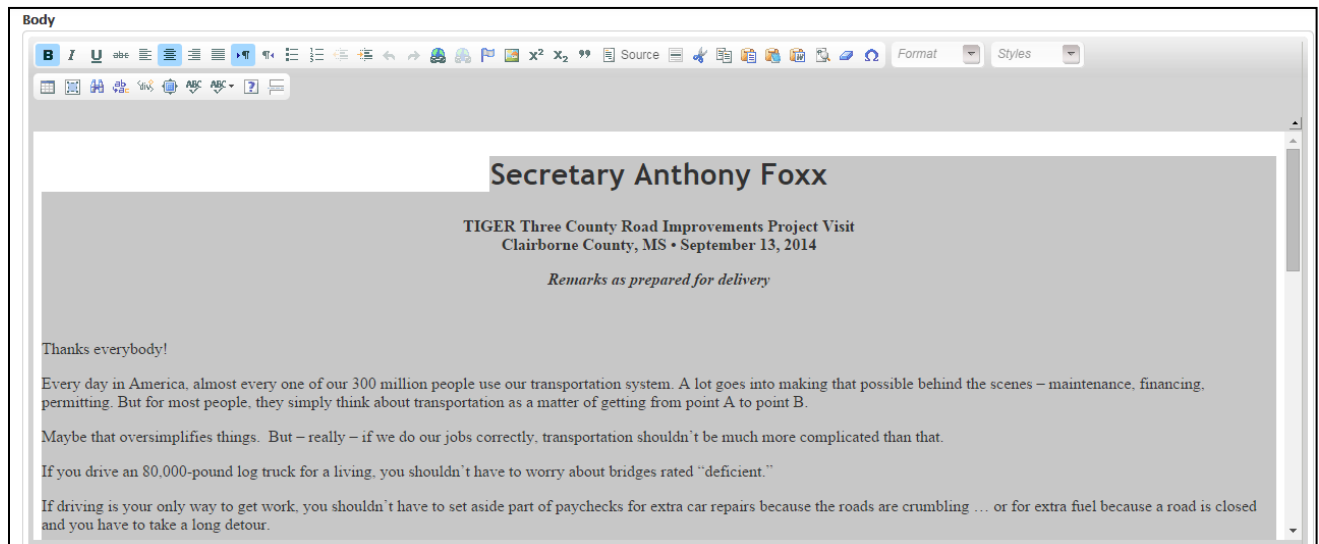 Body
B I U abc Source Format Styles
ABC ABC
Secretary Anthony Foxx
TIGER Three County Road Improvements Project Visit
Clairborne County, MS • September 13, 2014
Remarks as prepared for delivery
Thanks everybody!
Every day in America, almost every one of our 300 million people use our transportation system. A lot goes into making that possible behind the scenes – maintenance, financing,
permitting. But for most people, they simply think about transportation as a matter of getting from point A to point B.
Maybe that oversimplifies things.  But – really – if we do our jobs correctly, transportation shouldn't be much more complicated than that.
If you drive an 80,000-pound log truck for a living, you shouldn't have to worry about bridges rated “deficient.”
If driving is your only way to get work, you shouldn't have to set aside part of paychecks for extra car repairs because the roads are crumbling … or for extra fuel because a road is closed
and you have to take a long detour.